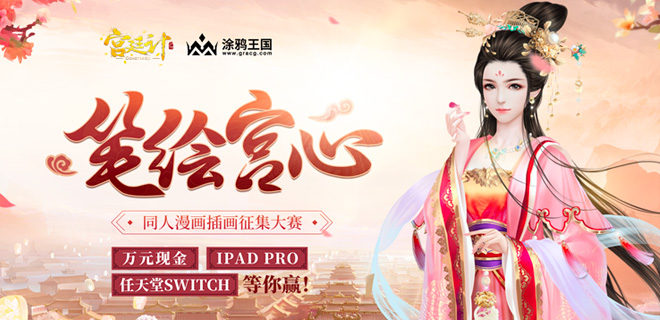 宫廷计
涂鸦王国
www.gracg.com
笔绘宫心
同人漫画插画征集大赛
万元现金 IPAD PRO
任天堂SWITCH 等你赢!